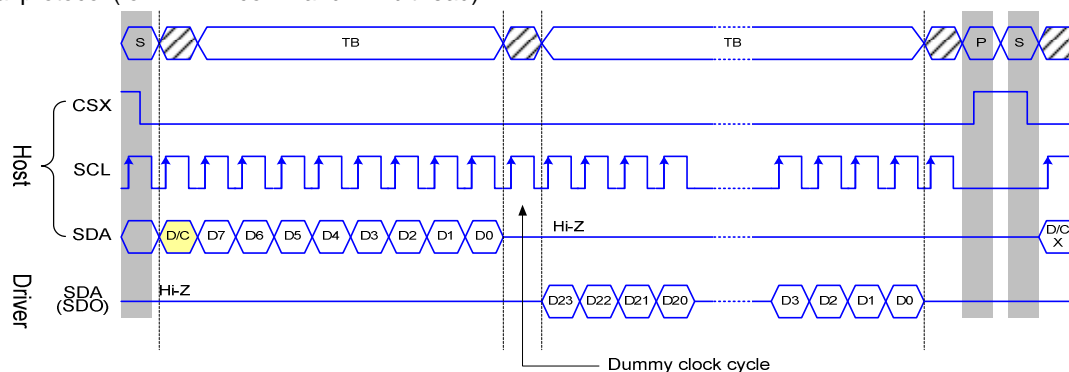 S TB TB P S
CSX
Host
SCL
SDA D/C D7 D6 D5 D4 D3 D2 D1 D0 Hi-Z D/C
X
Driver
SDA Hi-Z
(SDO) D23 D22 D21 D20 D3 D2 D1 D0
Dummy clock cycle